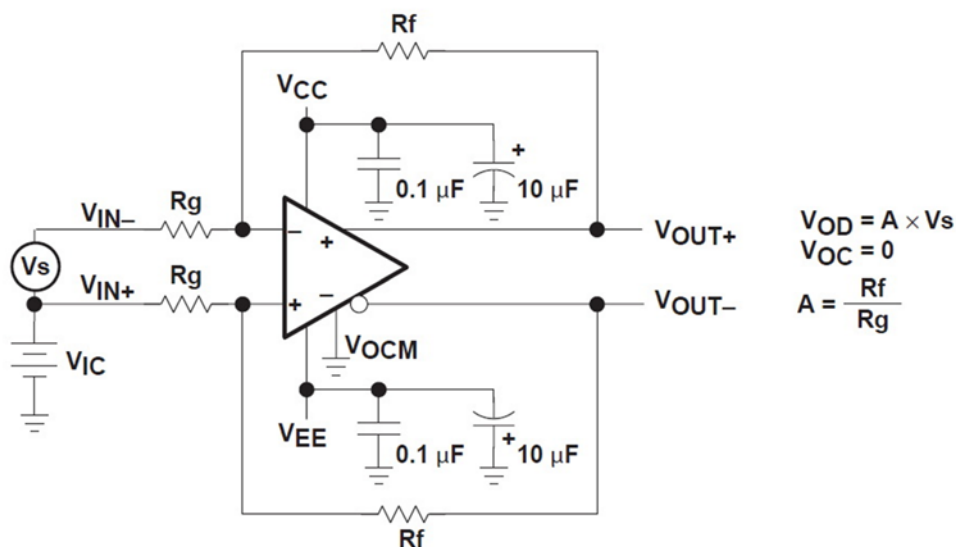 Rf
VCC
+
0.1 μF
10 μF
Rg
VIN–
–
+
VOUT+
VOD = A × Vs
VOC = 0
Vs
VIN+
Rg
+
–
VOUT–
A = Rf
Rg
VIC
VOCM
VEE
0.1 μF
+
10 μF
Rf